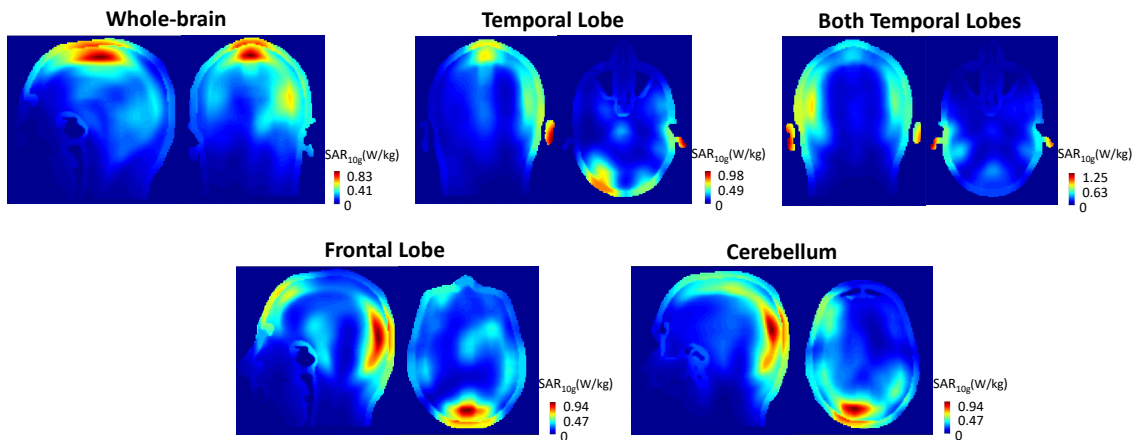 Whole-brain
Temporal Lobe
Both Temporal Lobes
SAR10g(W/kg)
0.83
0.41
0
SAR10g(W/kg)
0.98
0.49
0
SAR10g(W/kg)
1.25
0.63
0
Frontal Lobe
Cerebellum
SAR10g(W/kg)
0.94
0.47
0
SAR10g(W/kg)
0.94
0.47
0